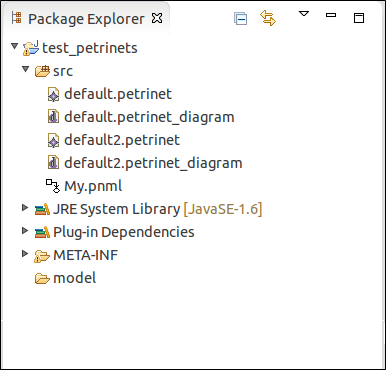 Package Explorer
test_petrinets
src
default.petrinet
default.petrinet_diagram
default2.petrinet
default2.petrinet_diagram
My.pnml
JRE System Library [JavaSE-1.6]
Plug-in Dependencies
META-INF
model